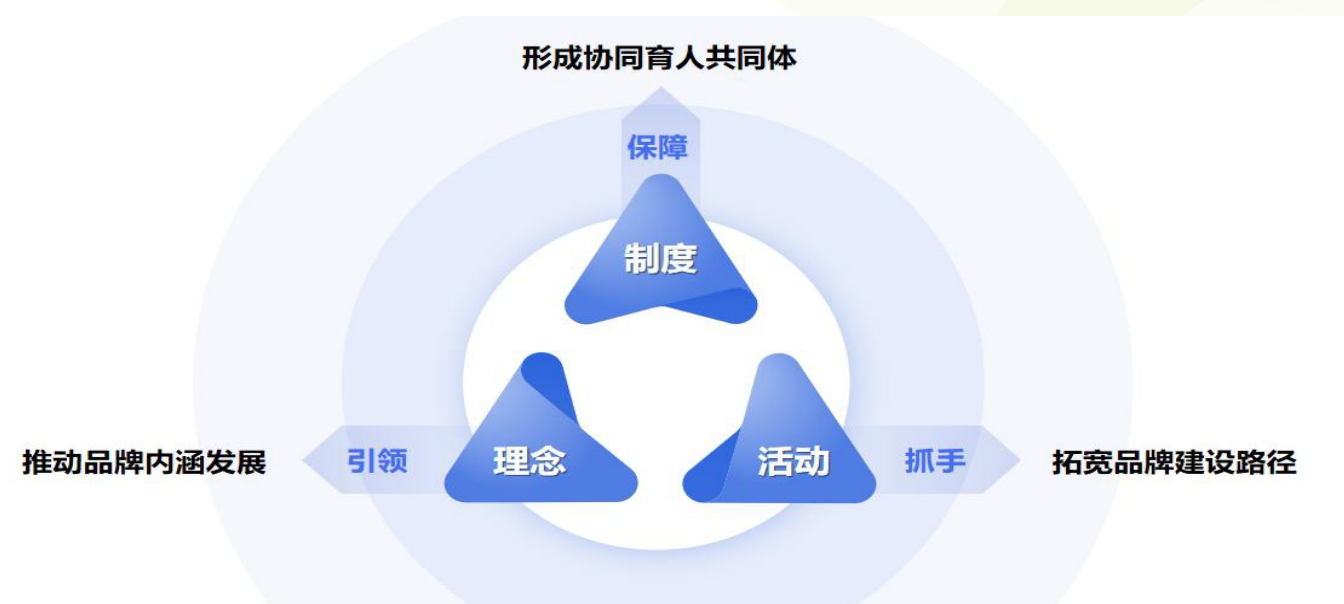 形成协同育人共同体
保障
制度
推动品牌内涵发展
引领
理念
活动
抓手
拓宽品牌建设路径